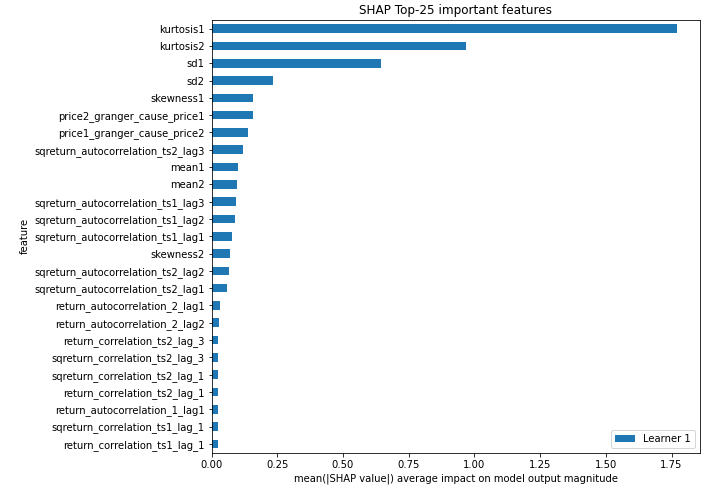 SHAP Top-25 important features
kurtosis1
kurtosis2
sd1
sd2
skewness1
price2_granger_cause_price1
price1_granger_cause_price2
sqreturn_autocorrelation_ts2_lag3
mean1
mean2
sqreturn_autocorrelation_ts1_lag3
sqreturn_autocorrelation_ts1_lag2
sqreturn_autocorrelation_ts1_lag1
skewness2
sqreturn_autocorrelation_ts2_lag2
sqreturn_autocorrelation_ts2_lag1
return_autocorrelation_2_lag1
return_autocorrelation_2_lag2
return_correlation_ts2_lag_3
sqreturn_correlation_ts2_lag_3
sqreturn_correlation_ts2_lag_1
return_correlation_ts2_lag_1
return_autocorrelation_1_lag1
sqreturn_correlation_ts1_lag_1
return_correlation_ts1_lag_1
feature
Learner 1
0.00 0.25 0.50 0.75 1.00 1.25 1.50 1.75
mean(|SHAP value|) average impact on model output magnitude